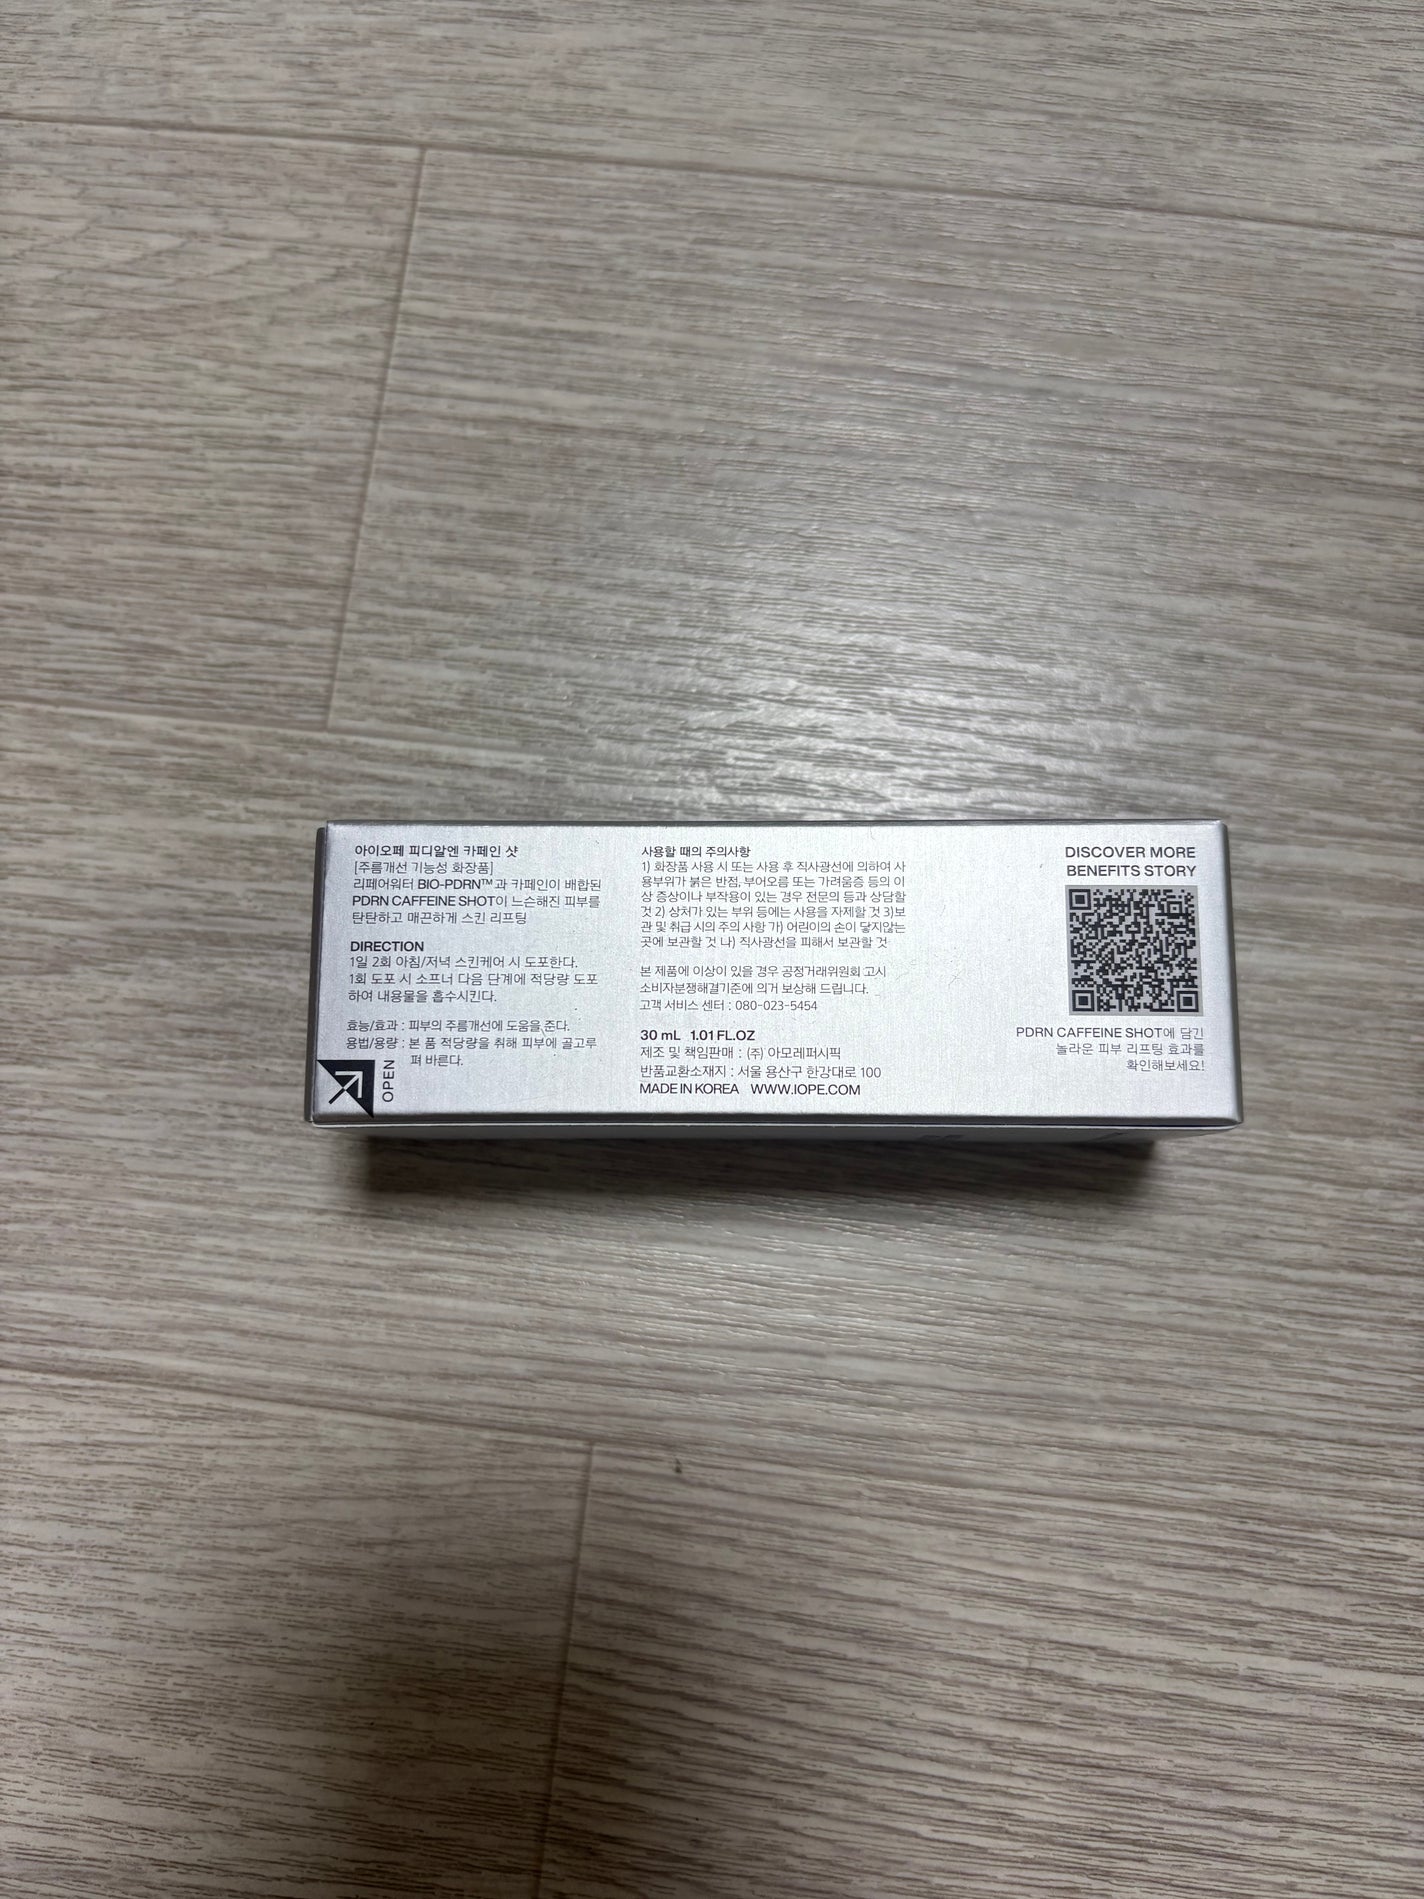 아이오페 피디알엔 카페인 샷
[주름개선 기능성 화장품]
리페어워터 BIO-PDRN™과 카페인이 배합된
PDRN CAFFEINE SHOT이 느슨해진 피부를
탄탄하고 매끈하게 스킨 리프팅
DIRECTION
1일 2회 아침/저녁 스킨케어 시 도포한다.
1회 도포 시 소프너 다음 단계에 적당량 도포
하여 내용물을 흡수시킨다.
효능/효과 : 피부의 주름개선에 도움을 준다.
용법/용량 : 본 품 적당량을 취해 피부에 골고루
펴 바른다.
OPEN
사용할 때의 주의사항
1) 화장품 사용 시 또는 사용 후 직사광선에 의하여 사
용부위가 붉은 반점, 부어오름 또는 가려움증 등의 이
상 증상이나 부작용이 있는 경우 전문의 등과 상담할
것 2) 상처가 있는 부위 등에는 사용을 자제할 것 3)보
관 및 취급 시의 주의 사항 가) 어린이의 손이 닿지않는
곳에 보관할 것 나) 직사광선을 피해서 보관할 것
본 제품에 이상이 있을 경우 공정거래위원회 고시
소비자분쟁해결기준에 의거 보상해 드립니다.
고객 서비스 센터 : 080-023-5454
30 mL 1.01 FL.OZ
제조 및 책임판매 : (주) 아모레퍼시픽
반품교환소재지 : 서울 용산구 한강대로 100
MADE IN KOREA WWW.IOPE.COM
DISCOVER MORE
BENEFITS STORY
PDRN CAFFEINE SHOT에 담긴
놀라운 피부 리프팅 효과를
확인해보세요!